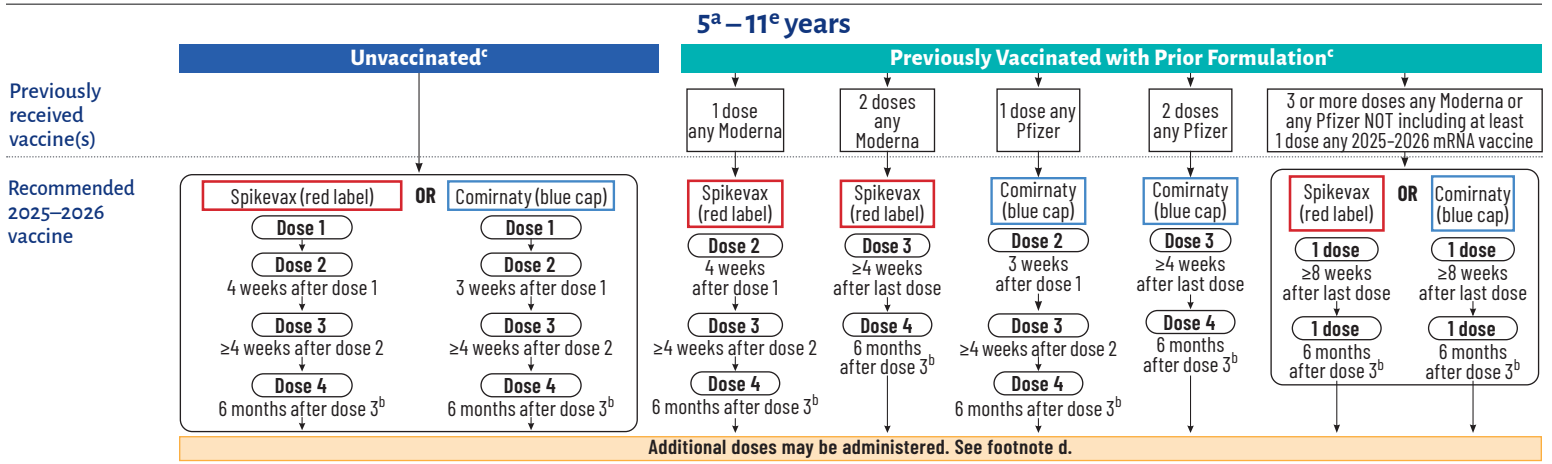 5ᵃ – 11ᵉ years
Unvaccinatedᶜ
Previously Vaccinated with Prior Formulationᶜ
Previously
received
vaccine(s)
1 dose
any Moderna
2 doses
any
Moderna
1 dose any
Pfizer
2 doses
any Pfizer
3 or more doses any Moderna or
any Pfizer NOT including at least
1 dose any 2025–2026 mRNA vaccine
Recommended
2025–2026
vaccine
Spikevax (red label)
OR
Comirnaty (blue cap)
Dose 1
Dose 2
4 weeks after dose 1
Dose 3
≥4 weeks after dose 2
Dose 4
6 months after dose 3ᵇ
Dose 1
Dose 2
3 weeks after dose 1
Dose 3
≥4 weeks after dose 2
Dose 4
6 months after dose 3ᵇ
Spikevax
(red label)
Dose 2
4 weeks
after dose 1
Dose 3
≥4 weeks after dose 2
Dose 4
6 months after dose 3ᵇ
Spikevax
(red label)
Dose 3
≥4 weeks
after last dose
Dose 4
6 months
after dose 3ᵇ
Comirnaty
(blue cap)
Dose 2
3 weeks
after dose 1
Dose 3
≥4 weeks after dose 2
Dose 4
6 months after dose 3ᵇ
Comirnaty
(blue cap)
Dose 3
≥4 weeks
after last dose
Dose 4
6 months
after dose 3ᵇ
Spikevax
(red label)
OR
Comirnaty
(blue cap)
1 dose
≥8 weeks
after last dose
1 dose
6 months
after dose 3ᵇ
1 dose
≥8 weeks
after last dose
1 dose
6 months
after dose 3ᵇ
Additional doses may be administered. See footnote d.